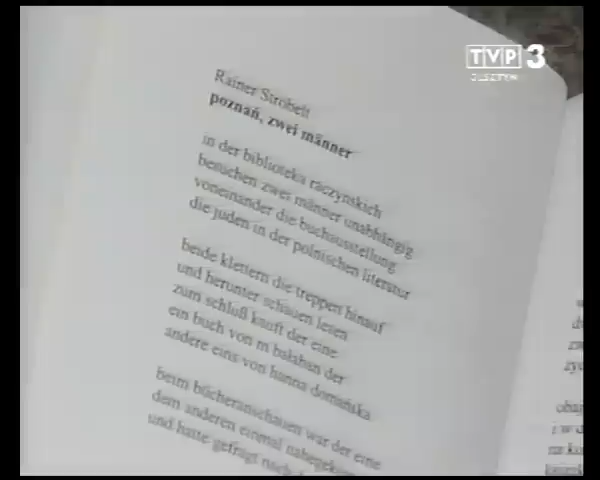 TVP 3
OLSZTYN
Rainer Strobelt
poznań, zwei männer
in der biblioteka raczynskich
besuchen zwei männer unabhängig
voneinander die buchausstellung
die juden in der polnischen literatur
beide klettern die treppen hinauf
und herunter schauen lesen
zum schluß kauft der eine
ein buch von m bałaban der
andere eins von hanna domańska
beim bücheranschauen war der eine
dem anderen einmal
und hatte gefragt